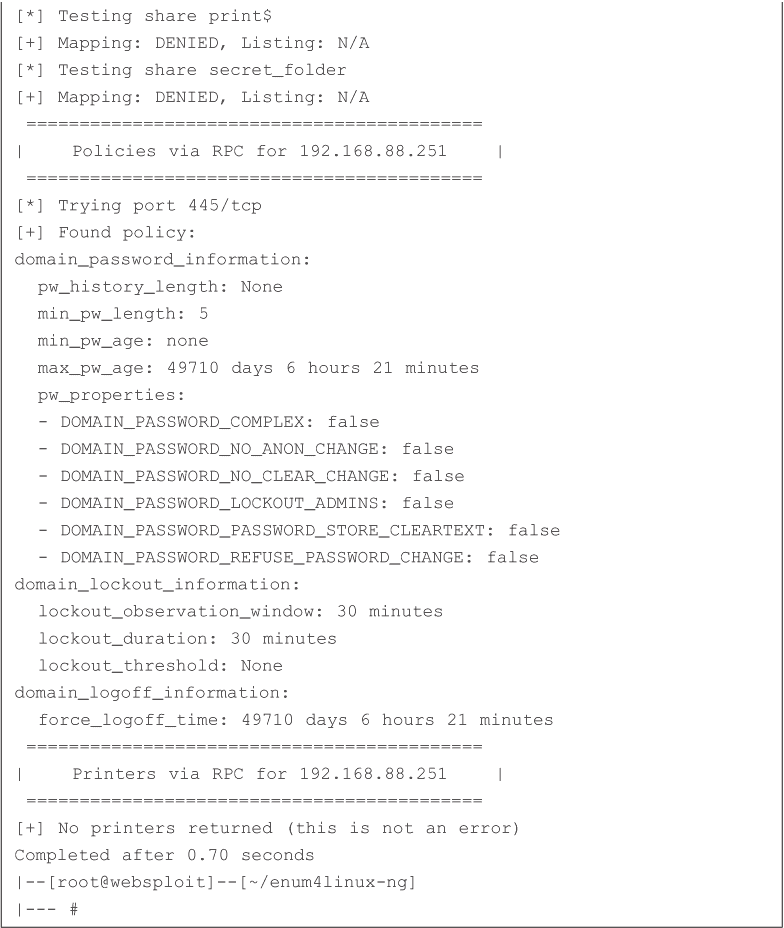 [*] Testing share print$
[+] Mapping: DENIED, Listing: N/A
[*] Testing share secret_folder
[+] Mapping: DENIED, Listing: N/A
===========================================
|     Policies via RPC for 192.168.88.251     |
===========================================
[*] Trying port 445/tcp
[+] Found policy:
domain_password_information:
  pw_history_length: None
  min_pw_length: 5
  min_pw_age: none
  max_pw_age: 49710 days 6 hours 21 minutes
  pw_properties:
  - DOMAIN_PASSWORD_COMPLEX: false
  - DOMAIN_PASSWORD_NO_ANON_CHANGE: false
  - DOMAIN_PASSWORD_NO_CLEAR_CHANGE: false
  - DOMAIN_PASSWORD_LOCKOUT_ADMINS: false
  - DOMAIN_PASSWORD_PASSWORD_STORE_CLEARTEXT: false
  - DOMAIN_PASSWORD_REFUSE_PASSWORD_CHANGE: false
domain_lockout_information:
  lockout_observation_window: 30 minutes
  lockout_duration: 30 minutes
  lockout_threshold: None
domain_logoff_information:
  force_logoff_time: 49710 days 6 hours 21 minutes
===========================================
|     Printers via RPC for 192.168.88.251     |
===========================================
[+] No printers returned (this is not an error)
Completed after 0.70 seconds
|--[root@websploit]--[~/enum4linux-ng]
|--- #